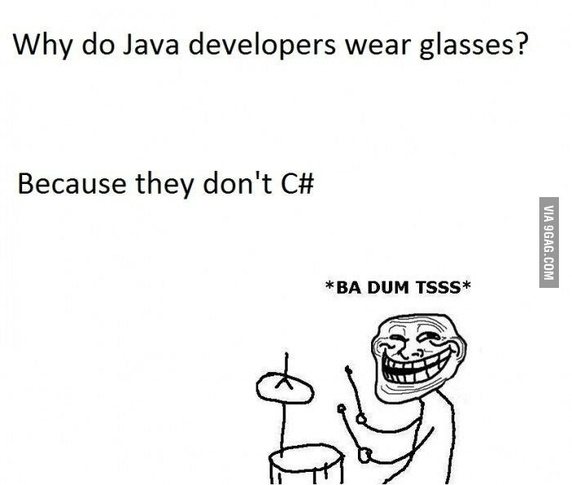 Why do Java developers wear glasses?
Because they don't C#
VIA 9GAG.COM
*BA DUM TSSS*